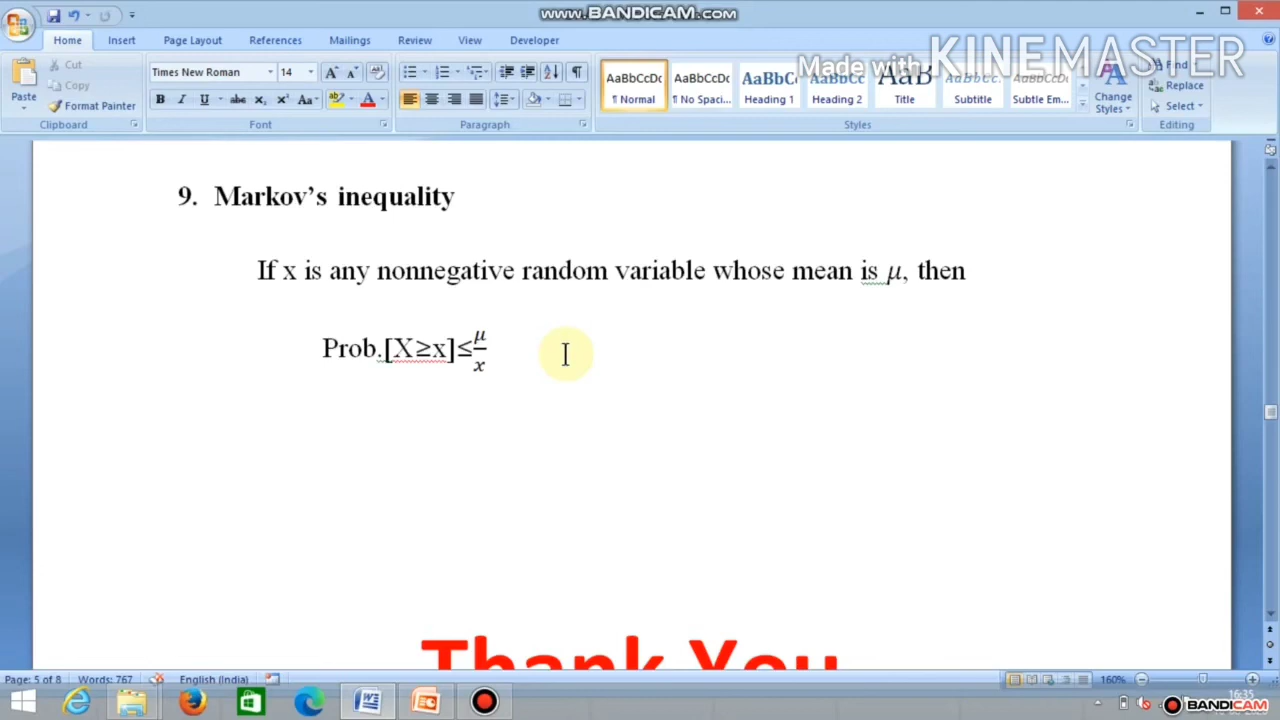 www.BANDICAM.com
Home Insert Page Layout References Mailings Review View Developer
Made with KINEMASTER
Paste
Cut
Copy
Format Painter
Clipboard
Times New Roman 14
Font
Paragraph
AaBbCcDc AaBbCcDc AaBbC AaBbCc AaB AaBbCc. AaBbCcDc
¶ Normal ¶ No Spaci... Heading 1 Heading 2 Title Subtitle Subtle Em...
Change Styles
Styles
Find
Replace
Select
Editing
9. Markov's inequality
If x is any nonnegative random variable whose mean is μ, then
Prob.[X≥x]≤μ/x
Thank You
Page: 5 of 8 Words: 767 English (India) 160%
16:35
BANDICAM